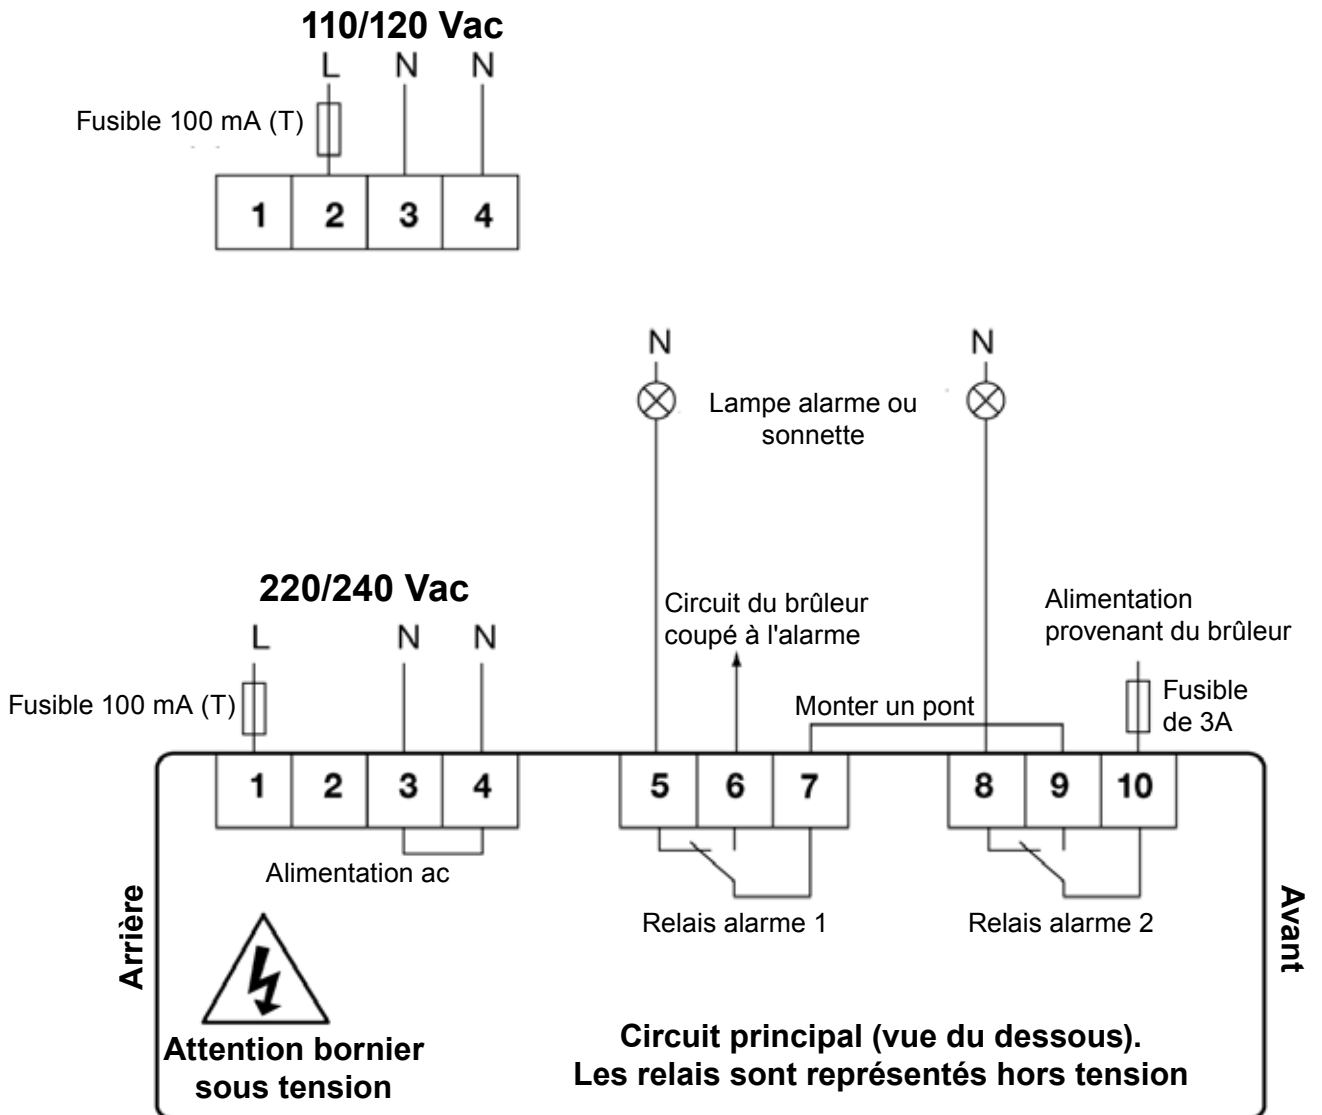 110/120 Vac
L N N
Fusible 100 mA (T)
1 2 3 4
N N
Lampe alarme ou
sonnette
220/240 Vac
L N N
Fusible 100 mA (T)
Circuit du brûleur
coupé à l'alarme
Alimentation
provenant du brûleur
Monter un pont
Fusible
de 3A
1 2 3 4 5 6 7 8 9 10
Alimentation ac
Relais alarme 1
Relais alarme 2
Arrière
Avant
Attention bornier
sous tension
Circuit principal (vue du dessous).
Les relais sont représentés hors tension